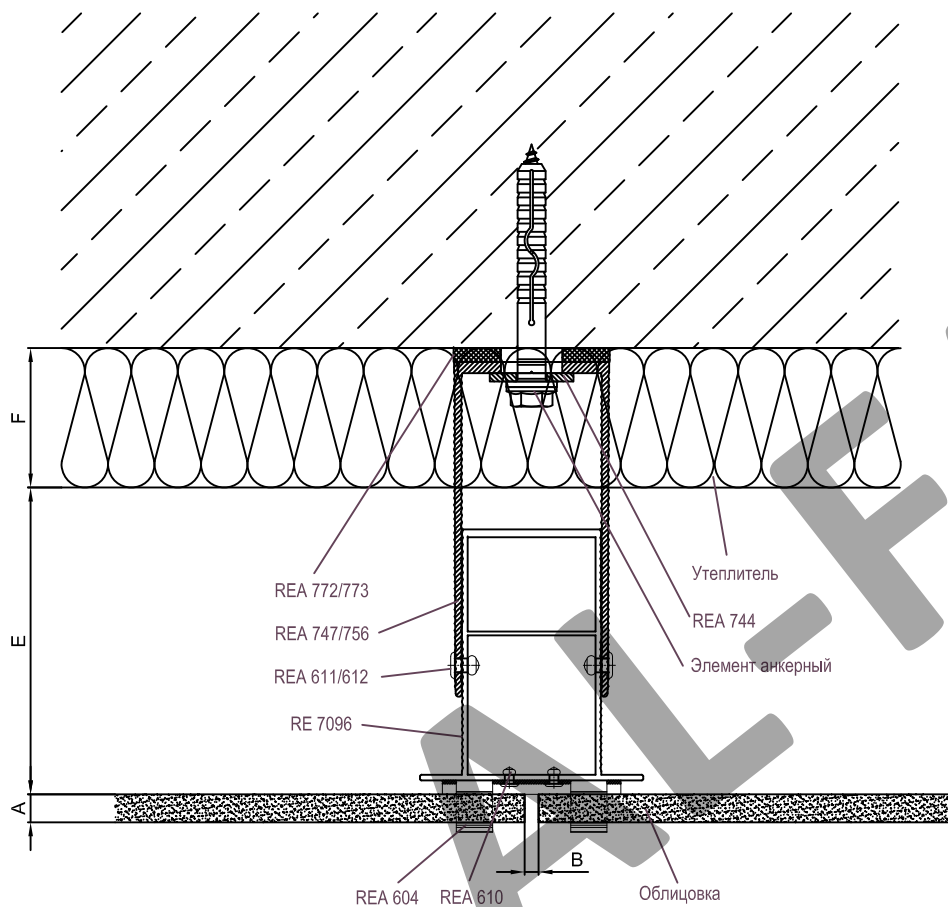 F
E
A
B
REA 772/773
REA 747/756
REA 611/612
RE 7096
Утеплитель
REA 744
Элемент анкерный
REA 604
REA 610
Облицовка
AL-F